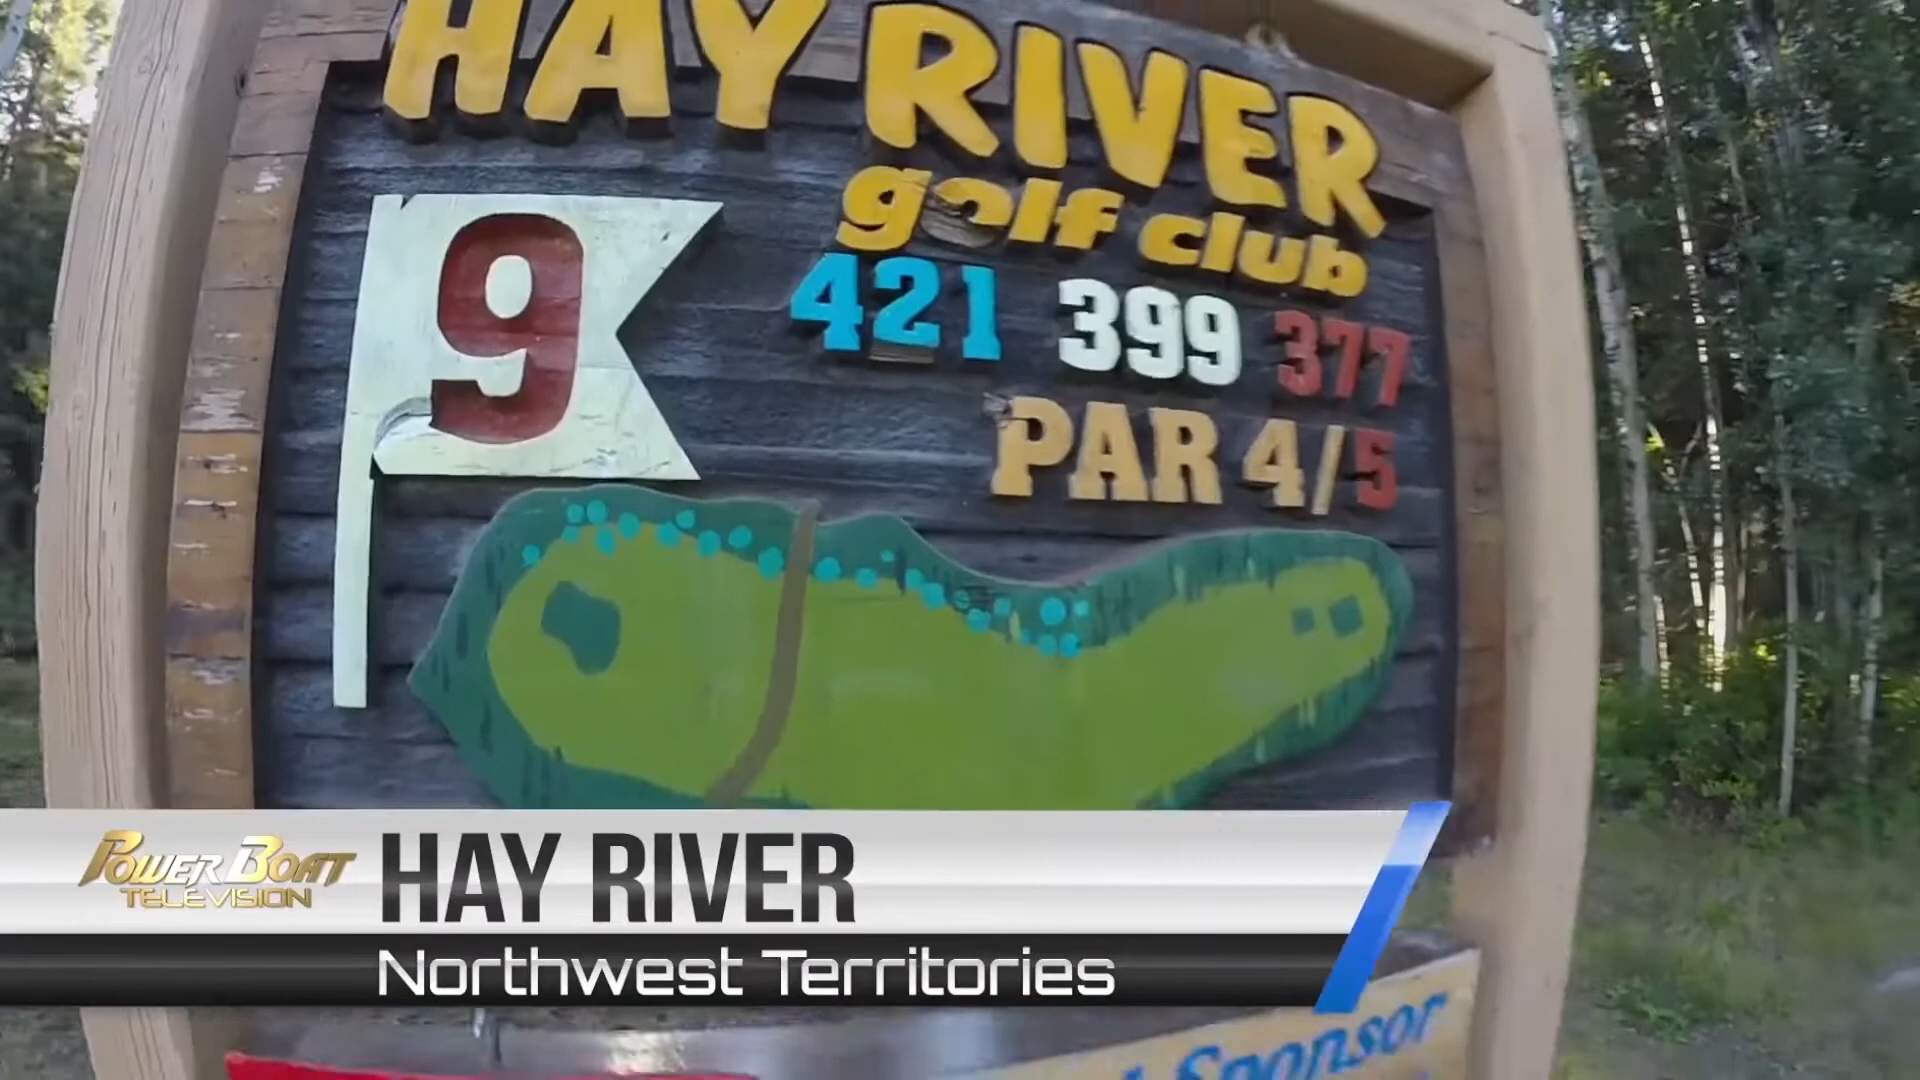 HAY RIVER
golf club
9
421 399 377
PAR 4/5
POWER BOAT
TELEVISION
HAY RIVER
Northwest Territories
Sponsor